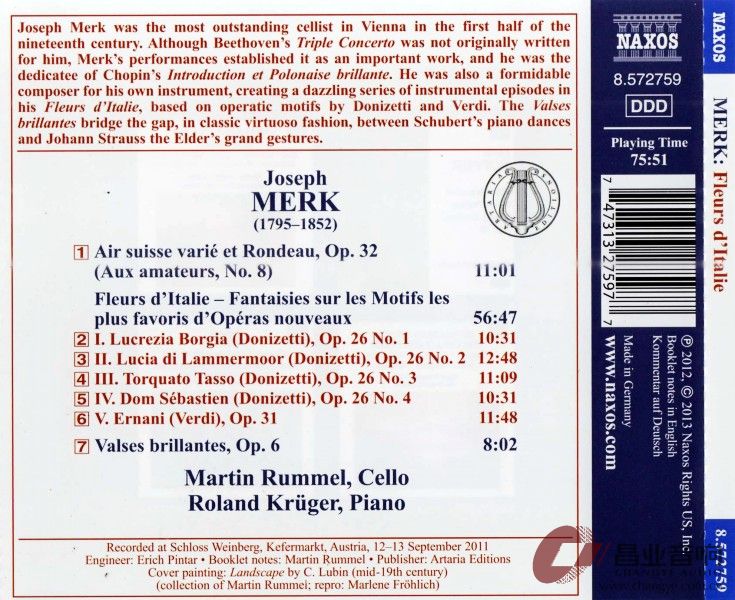 Joseph Merk was the most outstanding cellist in Vienna in the first half of the
nineteenth century. Although Beethoven's Triple Concerto was not originally written
for him, Merk's performances established it as an important work, and he was the
dedicatee of Chopin's Introduction et Polonaise brillante. He was also a formidable
composer for his own instrument, creating a dazzling series of instrumental episodes in
his Fleurs d'Italie, based on operatic motifs by Donizetti and Verdi. The Valses
brillantes bridge the gap, in classic virtuoso fashion, between Schubert's piano dances
and Johann Strauss the Elder's grand gestures.
Joseph
MERK
(1795–1852)
ARTARIA EDITIONS
1 Air suisse varié et Rondeau, Op. 32
(Aux amateurs, No. 8) 11:01
Fleurs d'Italie – Fantaisies sur les Motifs les
plus favoris d'Opéras nouveaux 56:47
2 I. Lucrezia Borgia (Donizetti), Op. 26 No. 1 10:31
3 II. Lucia di Lammermoor (Donizetti), Op. 26 No. 2 12:48
4 III. Torquato Tasso (Donizetti), Op. 26 No. 3 11:09
5 IV. Dom Sébastien (Donizetti), Op. 26 No. 4 10:31
6 V. Ernani (Verdi), Op. 31 11:48
7 Valses brillantes, Op. 6 8:02
Martin Rummel, Cello
Roland Krüger, Piano
Recorded at Schloss Weinberg, Kefermarkt, Austria, 12–13 September 2011
Engineer: Erich Pintar • Booklet notes: Martin Rummel • Publisher: Artaria Editions
Cover painting: Landscape by C. Lubin (mid-19th century)
(collection of Martin Rummel; repro: Marlene Fröhlich)
NAXOS
8.572759
DDD
Playing Time
75:51
7 47313 27597 7
℗ 2012, © 2013 Naxos Rights US, Inc.
Booklet notes in English
Kommentar auf Deutsch
Made in Germany
www.naxos.com
NAXOS
MERK: Fleurs d'Italie
8.572759
昌业音响
CHANGYE AUDIO